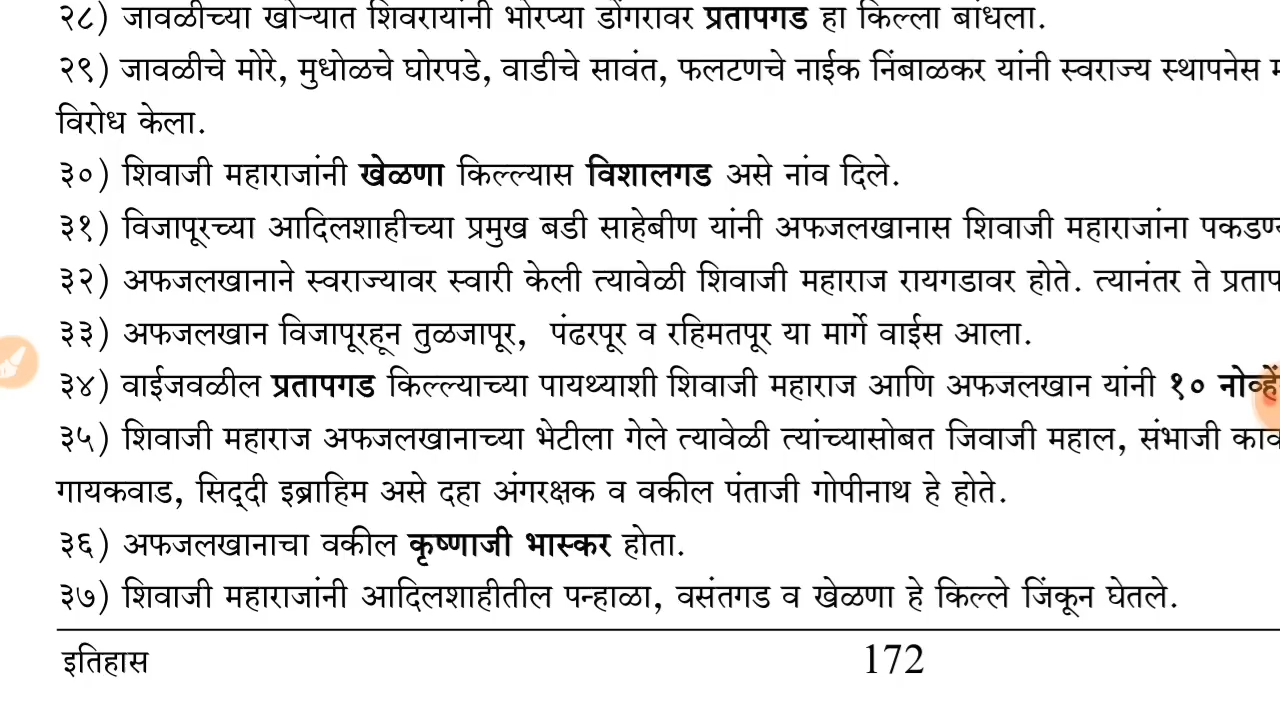 २८) जावळीच्या खोऱ्यात शिवरायांनी भोरप्या डोंगरावर प्रतापगड हा किल्ला बांधला.
२९) जावळीचे मोरे, मुधोळचे घोरपडे, वाडीचे सावंत, फलटणचे नाईक निंबाळकर यांनी स्वराज्य स्थापनेस
विरोध केला.
३०) शिवाजी महाराजांनी खेळणा किल्ल्यास विशालगड असे नांव दिले.
३१) विजापूरच्या आदिलशाहीच्या प्रमुख बडी साहेबीण यांनी अफजलखानास शिवाजी महाराजांना
३२) अफजलखानाने स्वराज्यावर स्वारी केली त्यावेळी शिवाजी महाराज रायगडावर होते. त्यानंतर ते
३३) अफजलखान विजापूरहून तुळजापूर, पंढरपूर व रहिमतपूर या मार्गे वाईस आला.
३४) वाईजवळील प्रतापगड किल्ल्याच्या पायथ्याशी शिवाजी महाराज आणि अफजलखान यांनी १०
३५) शिवाजी महाराज अफजलखानाच्या भेटीला गेले त्यावेळी त्यांच्यासोबत जिवाजी महाल, संभाजी
गायकवाड, सिद्दी इब्राहिम असे दहा अंगरक्षक व वकील पंताजी गोपीनाथ हे होते.
३६) अफजलखानाचा वकील कृष्णाजी भास्कर होता.
३७) शिवाजी महाराजांनी आदिलशाहीतील पन्हाळा, वसंतगड व खेळणा हे किल्ले जिंकून घेतले.
इतिहास 172